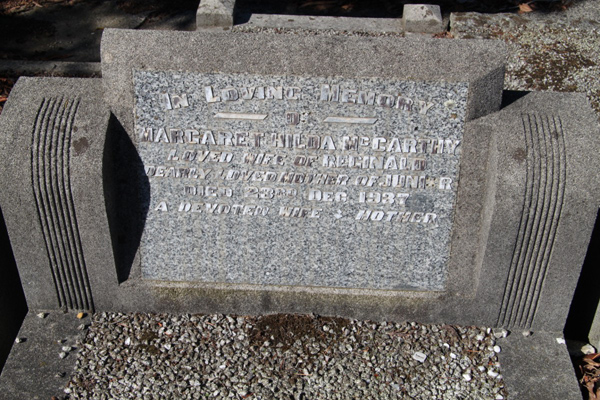 IN LOVING MEMORY
OF
MARGARET HILDA MCCARTHY
LOVED WIFE OF REGINALD
DEARLY LOVED MOTHER OF JUNIOR
DIED 23RD DEC. 1937
A DEVOTED WIFE & MOTHER